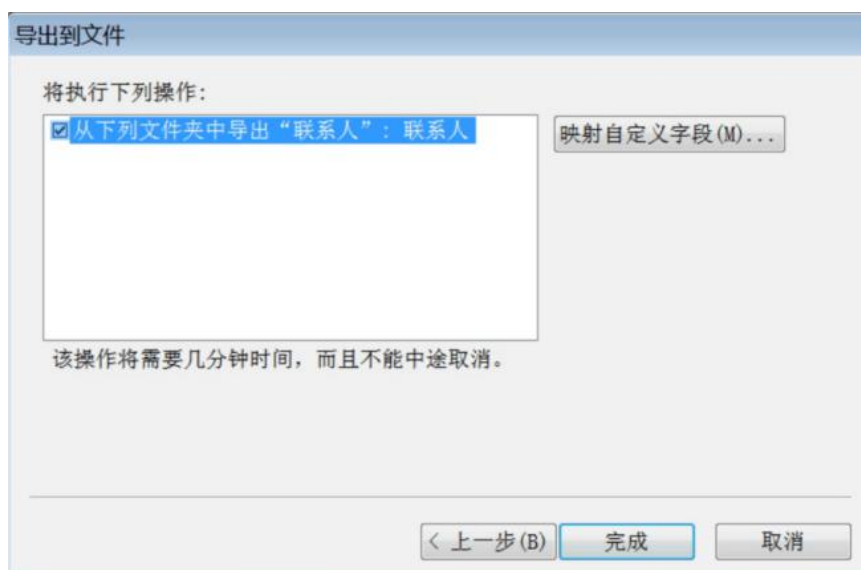 导出到文件
将执行下列操作:
从下列文件夹中导出“联系人”: 联系人
映射自定义字段(M)...
该操作将需要几分钟时间，而且不能中途取消。
< 上一步(B)
完成
取消